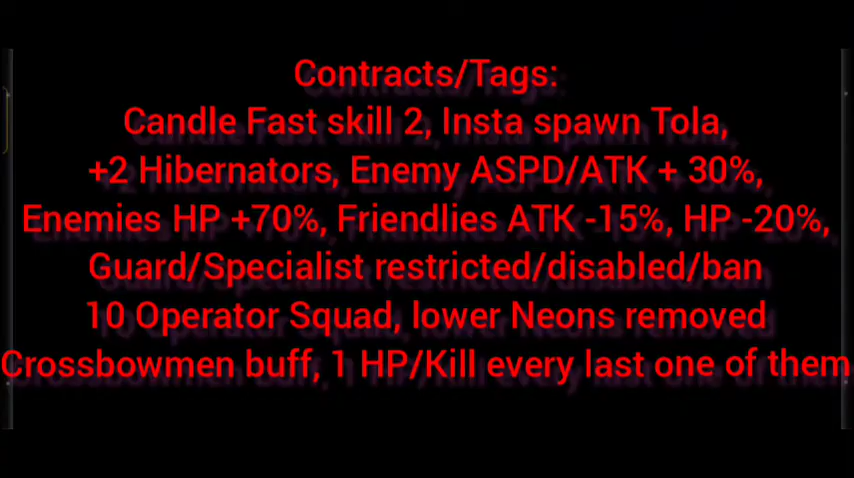 Contracts/Tags:
Candle Fast skill 2, Insta spawn Tola,
+2 Hibernators, Enemy ASPD/ATK + 30%,
Enemies HP +70%, Friendlies ATK -15%, HP -20%,
Guard/Specialist restricted/disabled/ban
10 Operator Squad, lower Neons removed
Crossbowmen buff, 1 HP/Kill every last one of them